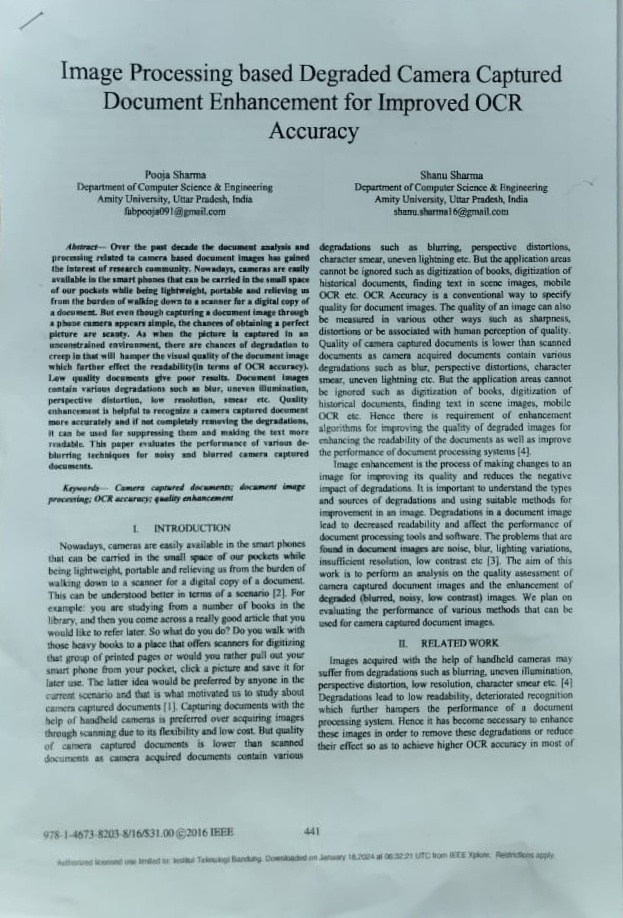 Image Processing based Degraded Camera Captured
Document Enhancement for Improved OCR
Accuracy
Pooja Sharma
Department of Computer Science & Engineering
Amity University, Uttar Pradesh, India
fabpooja091@gmail.com
Shanu Sharma
Department of Computer Science & Engineering
Amity University, Uttar Pradesh, India
shanu.sharma16@gmail.com
Abstract— Over the past decade the document analysis and
processing related to camera based document images has gained
the interest of research community. Nowadays, cameras are easily
available in the smart phones that can be carried in the small space
of our pockets while being lightweight, portable and relieving us
from the burden of walking down to a scanner for a digital copy of
a document. But even though capturing a document image through
a phone camera appears simple, the chances of obtaining a perfect
picture are scanty. As when the picture is captured in an
unconstrained environment, there are chances of degradation to
creep in that will hamper the visual quality of the document image
which further effect the readability(in terms of OCR accuracy).
Low quality documents give poor results. Document images
contain various degradations such as blur, uneven illumination,
perspective distortion, low resolution, smear etc. Quality
enhancement is helpful to recognize a camera captured document
more accurately and if not completely removing the degradations,
it can be used for suppressing them and making the text more
readable. This paper evaluates the performance of various de-
blurring techniques for noisy and blurred camera captured
documents.
Keywords— Camera captured documents; document image
processing; OCR accuracy; quality enhancement
I. INTRODUCTION
Nowadays, cameras are easily available in the smart phones
that can be carried in the small space of our pockets while
being lightweight, portable and relieving us from the burden of
walking down to a scanner for a digital copy of a document.
This can be understood better in terms of a scenario [2]. For
example: you are studying from a number of books in the
library, and then you come across a really good article that you
would like to refer later. So what do you do? Do you walk with
those heavy books to a place that offers scanners for digitizing
that group of printed pages or would you rather pull out your
smart phone from your pocket, click a picture and save it for
later use. The latter idea would be preferred by anyone in the
current scenario and that is what motivated us to study about
camera captured documents [1]. Capturing documents with the
help of handheld cameras is preferred over acquiring images
through scanning due to its flexibility and low cost. But quality
of camera captured documents is lower than scanned
documents as camera acquired documents contain various
degradations such as blurring, perspective distortions,
character smear, uneven lightning etc. But the application areas
cannot be ignored such as digitization of books, digitization of
historical documents, finding text in scene images, mobile
OCR etc. OCR Accuracy is a conventional way to specify
quality for document images. The quality of an image can also
be measured in various other ways such as sharpness,
distortions or be associated with human perception of quality.
Quality of camera captured documents is lower than scanned
documents as camera acquired documents contain various
degradations such as blur, perspective distortions, character
smear, uneven lightning etc. But the application areas cannot
be ignored such as digitization of books, digitization of
historical documents, finding text in scene images, mobile
OCR etc. Hence there is requirement of enhancement
algorithms for improving the quality of degraded images for
enhancing the readability of the documents as well as improve
the performance of document processing systems [4].
Image enhancement is the process of making changes to an
image for improving its quality and reduces the negative
impact of degradations. It is important to understand the types
and sources of degradations and using suitable methods for
improvement in an image. Degradations in a document image
lead to decreased readability and affect the performance of
document processing tools and software. The problems that are
found in document images are noise, blur, lighting variations,
insufficient resolution, low contrast etc [3]. The aim of this
work is to perform an analysis on the quality assessment of
camera captured document images and the enhancement of
degraded (blurred, noisy, low contrast) images. We plan on
evaluating the performance of various methods that can be
used for camera captured document images.
II. RELATED WORK
Images acquired with the help of handheld cameras may
suffer from degradations such as blurring, uneven illumination,
perspective distortion, low resolution, character smear etc. [4]
Degradations lead to low readability, deteriorated recognition
which further hampers the performance of a document
processing system. Hence it has become necessary to enhance
these images in order to remove these degradations or reduce
their effect so as to achieve higher OCR accuracy in most of
978-1-4673-8203-8/16/$31.00 ©2016 IEEE
441
Authorized licensed use limited to: Institut Teknologi Bandung. Downloaded on January 18,2024 at 06:32:21 UTC from IEEE Xplore. Restrictions apply.